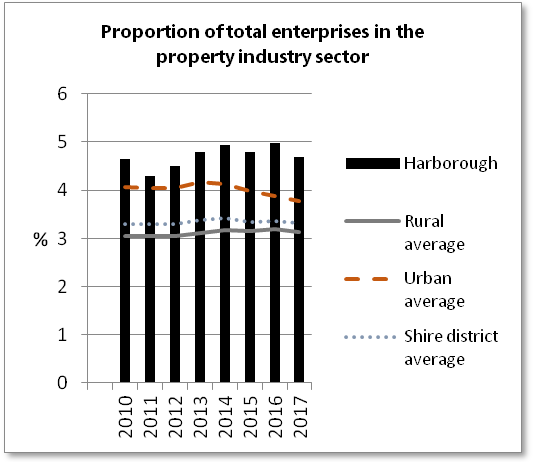 Proportion of total enterprises in the
property industry sector
6
5
4
3
2
1
0
%
2010
2011
2012
2013
2014
2015
2016
2017
Harborough
Rural
average
Urban
average
Shire district
average